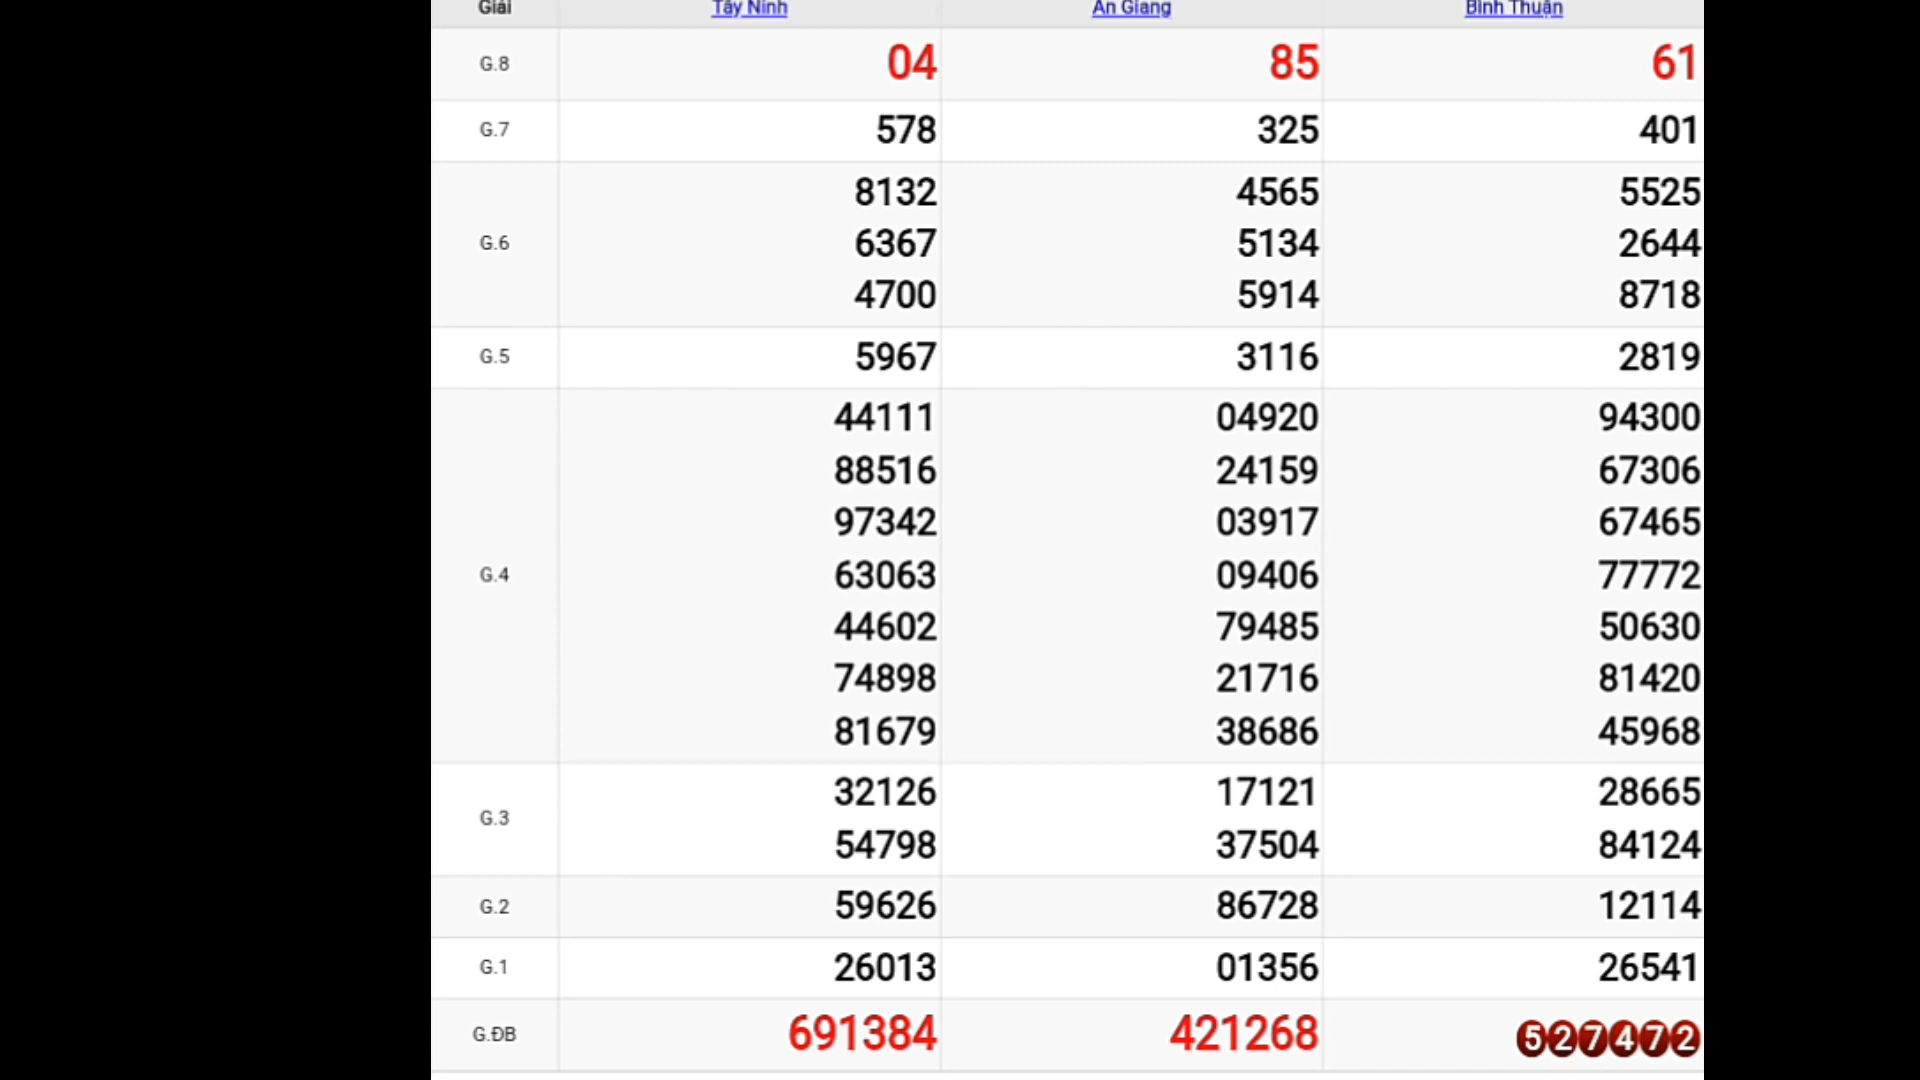 Giải Tây Ninh An Giang Bình Thuận
G.8 04 85 61
G.7 578 325 401
8132 4565 5525
G.6 6367 5134 2644
4700 5914 8718
G.5 5967 3116 2819
44111 04920 94300
88516 24159 67306
97342 03917 67465
G.4 63063 09406 77772
44602 79485 50630
74898 21716 81420
81679 38686 45968
G.3 32126 17121 28665
54798 37504 84124
G.2 59626 86728 12114
G.1 26013 01356 26541
G.ĐB 691384 421268 527472